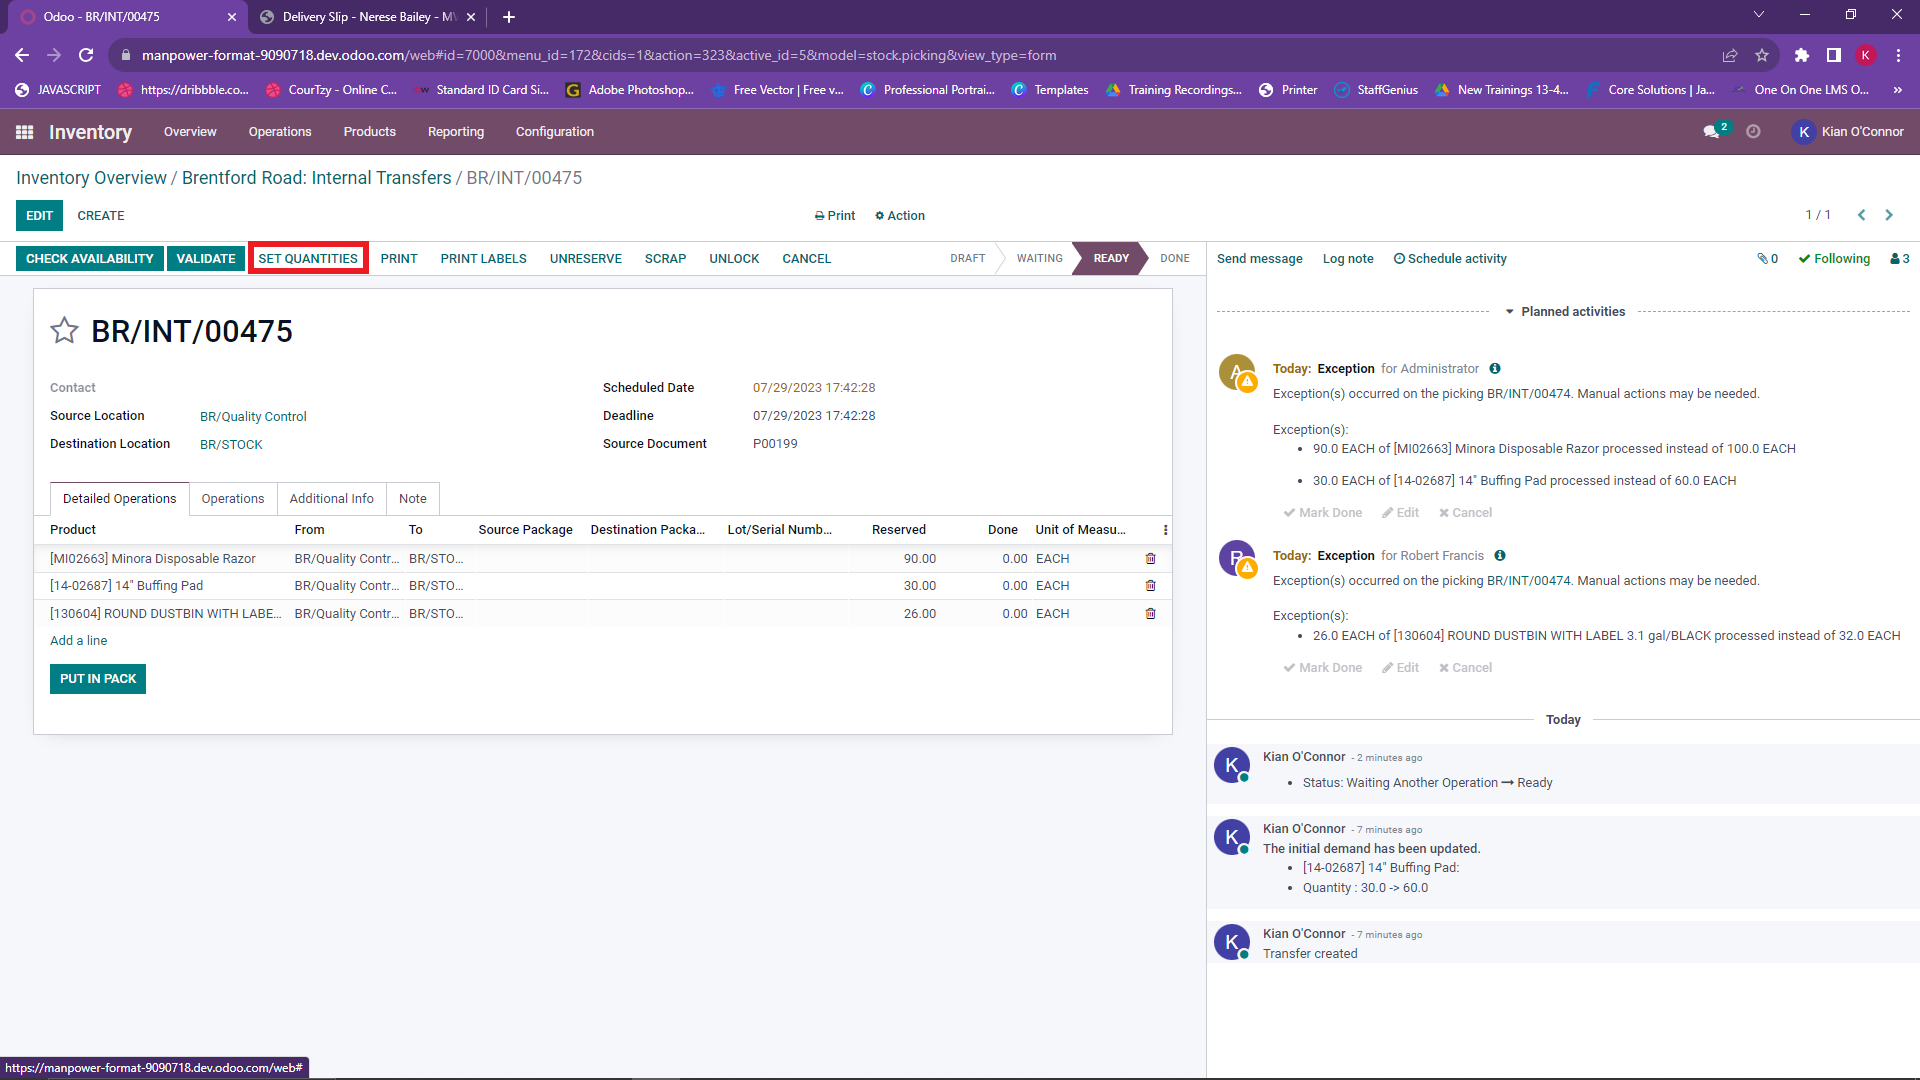 Odoo - BR/INT/00475
Delivery Slip - Nerese Bailey - M
manpower-format-9090718.dev.odoo.com/web#id=7000&menu_id=172&cids=1&action=323&active_id=5&model=stock.picking&view_type=form
K
JAVASCRIPT
https://dribbble.co...
CourTzy - Online C...
Standard ID Card Si...
Adobe Photoshop...
Free Vector | Free v...
Professional Portrai...
Templates
Training Recordings...
Printer
StaffGenius
New Trainings 13-4...
Core Solutions | Ja...
One On One LMS O...
»
Inventory
Overview
Operations
Products
Reporting
Configuration
2
K
Kian O'Connor
Inventory Overview / Brentford Road: Internal Transfers / BR/INT/00475
EDIT
CREATE
Print
Action
1 / 1
CHECK AVAILABILITY
VALIDATE
SET QUANTITIES
PRINT
PRINT LABELS
UNRESERVE
SCRAP
UNLOCK
CANCEL
DRAFT
WAITING
READY
DONE
Send message
Log note
Schedule activity
0
Following
3
BR/INT/00475
Contact
Source Location BR/Quality Control
Destination Location BR/STOCK
Scheduled Date 07/29/2023 17:42:28
Deadline 07/29/2023 17:42:28
Source Document P00199
Detailed Operations
Operations
Additional Info
Note
Product From To Source Package Destination Packa... Lot/Serial Numb... Reserved Done Unit of Measu...
[MI02663] Minora Disposable Razor BR/Quality Contr... BR/STO... 90.00 0.00 EACH
[14-02687] 14" Buffing Pad BR/Quality Contr... BR/STO... 30.00 0.00 EACH
[130604] ROUND DUSTBIN WITH LABE... BR/Quality Contr... BR/STO... 26.00 0.00 EACH
Add a line
PUT IN PACK
Planned activities
A
Today: Exception for Administrator
Exception(s) occurred on the picking BR/INT/00474. Manual actions may be needed.
Exception(s):
• 90.0 EACH of [MI02663] Minora Disposable Razor processed instead of 100.0 EACH
• 30.0 EACH of [14-02687] 14" Buffing Pad processed instead of 60.0 EACH
Mark Done
Edit
Cancel
Today: Exception for Robert Francis
Exception(s) occurred on the picking BR/INT/00474. Manual actions may be needed.
Exception(s):
• 26.0 EACH of [130604] ROUND DUSTBIN WITH LABEL 3.1 gal/BLACK processed instead of 32.0 EACH
Mark Done
Edit
Cancel
Today
K
Kian O'Connor - 2 minutes ago
• Status: Waiting Another Operation → Ready
K
Kian O'Connor - 7 minutes ago
The initial demand has been updated.
• [14-02687] 14" Buffing Pad:
• Quantity : 30.0 -> 60.0
K
Kian O'Connor - 7 minutes ago
Transfer created
https://manpower-format-9090718.dev.odoo.com/web#